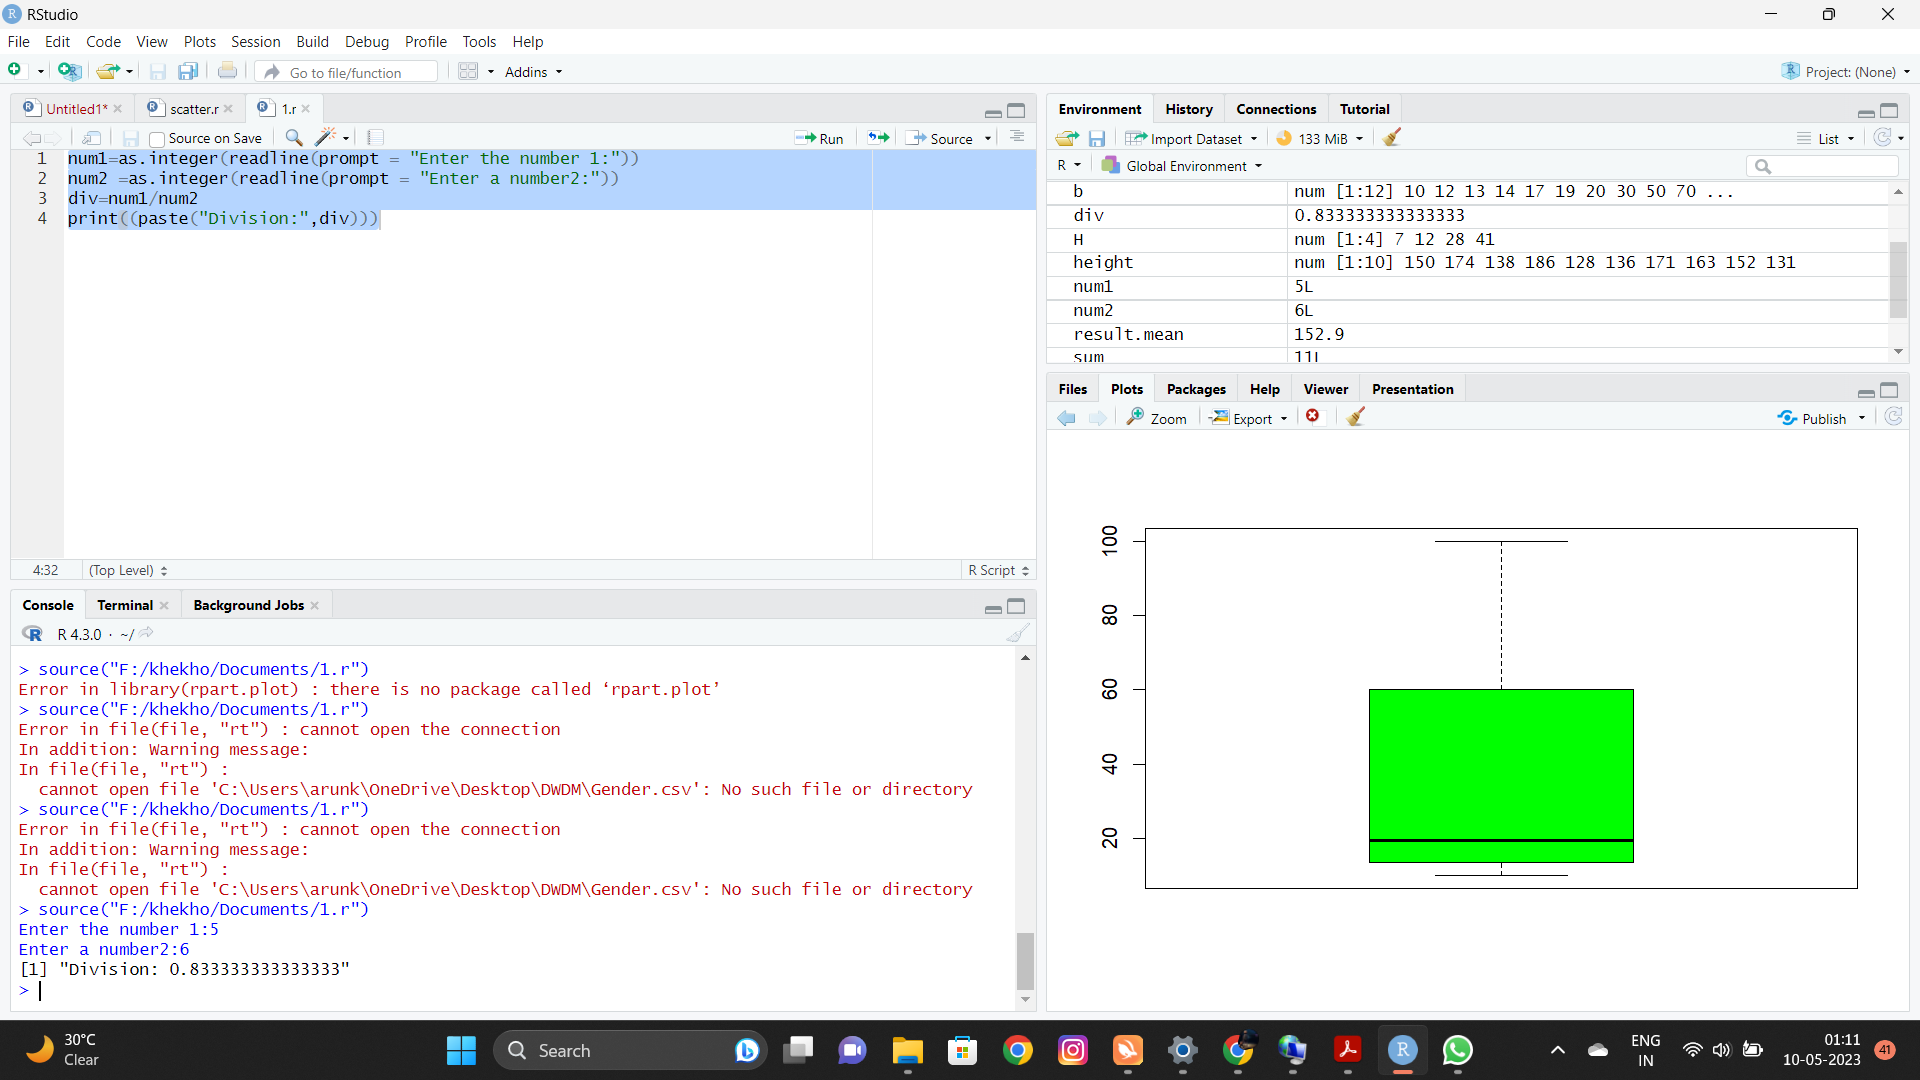 RStudio
File Edit Code View Plots Session Build Debug Profile Tools Help
Go to file/function Addins Project: (None)
Untitled1* scatter.r 1.r
Source on Save Run Source
1 num1=as.integer(readline(prompt = "Enter the number 1:"))
2 num2 =as.integer(readline(prompt = "Enter a number2:"))
3 div=num1/num2
4 print((paste("Division:",div)))
4:32 (Top Level) R Script
Console Terminal Background Jobs
R 4.3.0 · ~/
> source("F:/khekho/Documents/1.r")
Error in library(rpart.plot) : there is no package called ‘rpart.plot’
> source("F:/khekho/Documents/1.r")
Error in file(file, "rt") : cannot open the connection
In addition: Warning message:
In file(file, "rt") :
cannot open file 'C:\Users\arunk\OneDrive\Desktop\DWDM\Gender.csv': No such file or directory
> source("F:/khekho/Documents/1.r")
Error in file(file, "rt") : cannot open the connection
In addition: Warning message:
In file(file, "rt") :
cannot open file 'C:\Users\arunk\OneDrive\Desktop\DWDM\Gender.csv': No such file or directory
> source("F:/khekho/Documents/1.r")
Enter the number 1:5
Enter a number2:6
[1] "Division: 0.833333333333333"
>
Environment History Connections Tutorial
Import Dataset 133 MiB List
R Global Environment
b num [1:12] 10 12 13 14 17 19 20 30 50 70 ...
div 0.833333333333333
H num [1:4] 7 12 28 41
height num [1:10] 150 174 138 186 128 136 171 163 152 131
num1 5L
num2 6L
result.mean 152.9
sum 11L
Files Plots Packages Help Viewer Presentation
Zoom Export Publish
100
80
60
40
20
30°C
Clear
Search
ENG
IN
01:11
10-05-2023
41